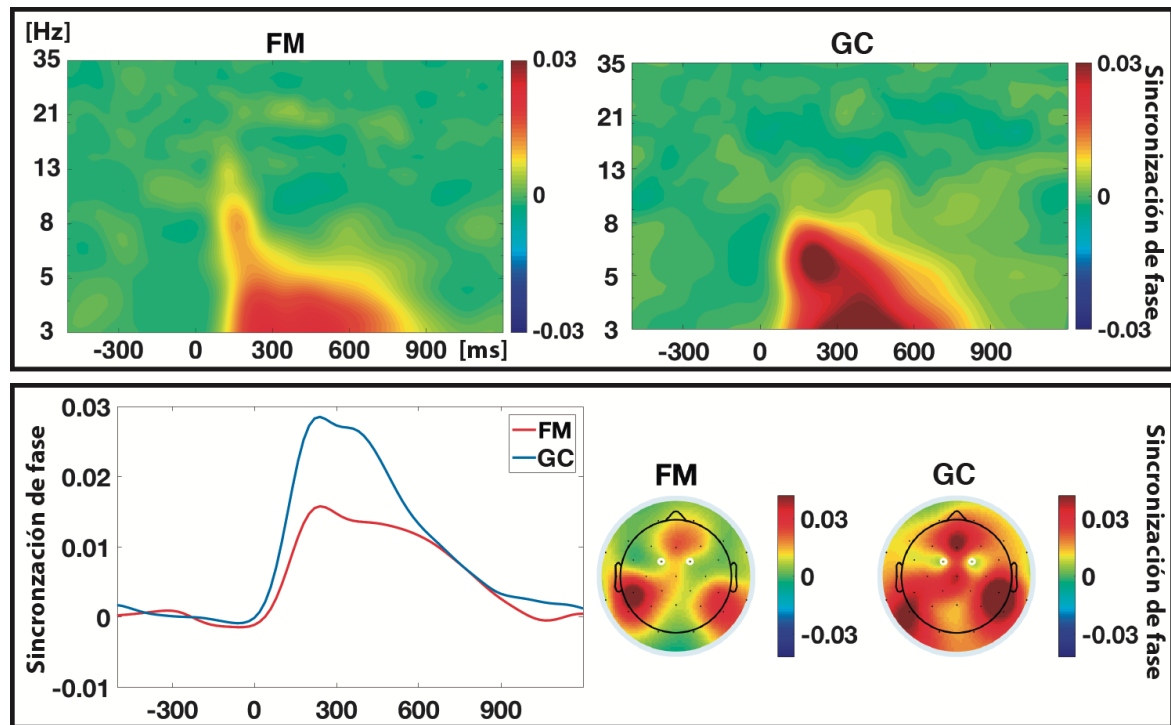 [Hz]
FM
GC
35
21
13
8
5
3
-300 0 300 600 [ms] 900
0.03
0
-0.03
35
21
13
8
5
3
-300 0 300 600 900
0.03
0
-0.03
Sincronización de fase
Sincronzación de fase
0.03
0.02
0.01
0
-0.01
-300 0 300 600 900
FM
GC
FM
0.03
0
-0.03
GC
0.03
0
-0.03
Sincronización de fase